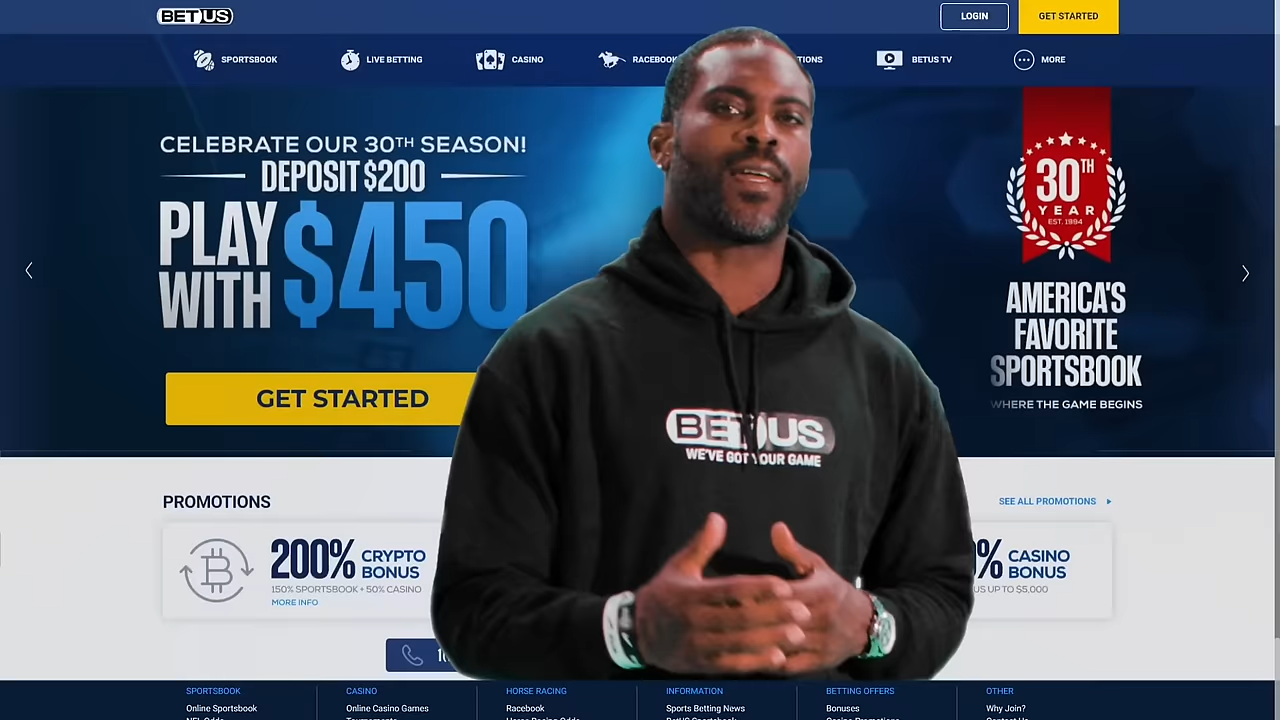 BETUS
LOGIN
GET STARTED
SPORTSBOOK
LIVE BETTING
CASINO
RACEBOOK
BETUS TV
MORE
CELEBRATE OUR 30TH SEASON!
DEPOSIT $200
PLAY
WITH $450
GET STARTED
30TH
YEAR
EST. 1994
AMERICA'S
FAVORITE
SPORTSBOOK
WHERE THE GAME BEGINS
BETUS
WE'VE GOT YOUR GAME
PROMOTIONS
SEE ALL PROMOTIONS
200% CRYPTO
BONUS
150% SPORTSBOOK + 50% CASINO
MORE INFO
% CASINO
BONUS
UP TO $5,000
SPORTSBOOK
CASINO
HORSE RACING
INFORMATION
BETTING OFFERS
OTHER
Online Sportsbook
Online Casino Games
Racebook
Sports Betting News
Bonuses
Why Join?